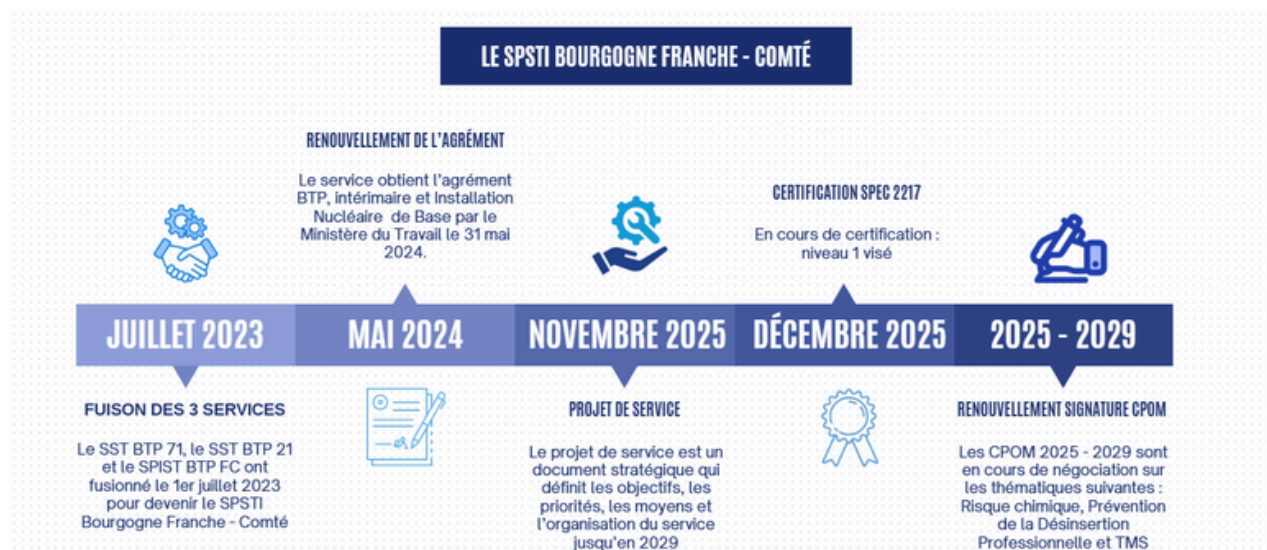 LE SPSTI BOURGOGNE FRANCHE - COMTÉ
RENOUVELLEMENT DE L'AGRÉMENT
Le service obtient l'agrément
BTP, intérimaire et Installation
Nucléaire de Base par le
Ministère du Travail le 31 mai
2024.
CERTIFICATION SPEC 2217
En cours de certification :
niveau 1 visé
JUILLET 2023
MAI 2024
NOVEMBRE 2025
DÉCEMBRE 2025
2025 - 2029
FUISON DES 3 SERVICES
Le SST BTP 71, le SST BTP 21
et le SPIST BTP FC ont
fusionné le 1er juillet 2023
pour devenir le SPSTI
Bourgogne Franche - Comté
PROJET DE SERVICE
Le projet de service est un
document stratégique qui
définit les objectifs, les
priorités, les moyens et
l'organisation du service
jusqu'en 2029
RENOUVELLEMENT SIGNATURE CPOM
Les CPOM 2025 - 2029 sont
en cours de négociation sur
les thématiques suivantes :
Risque chimique, Prévention
de la Désinsertion
Professionnelle et TMS